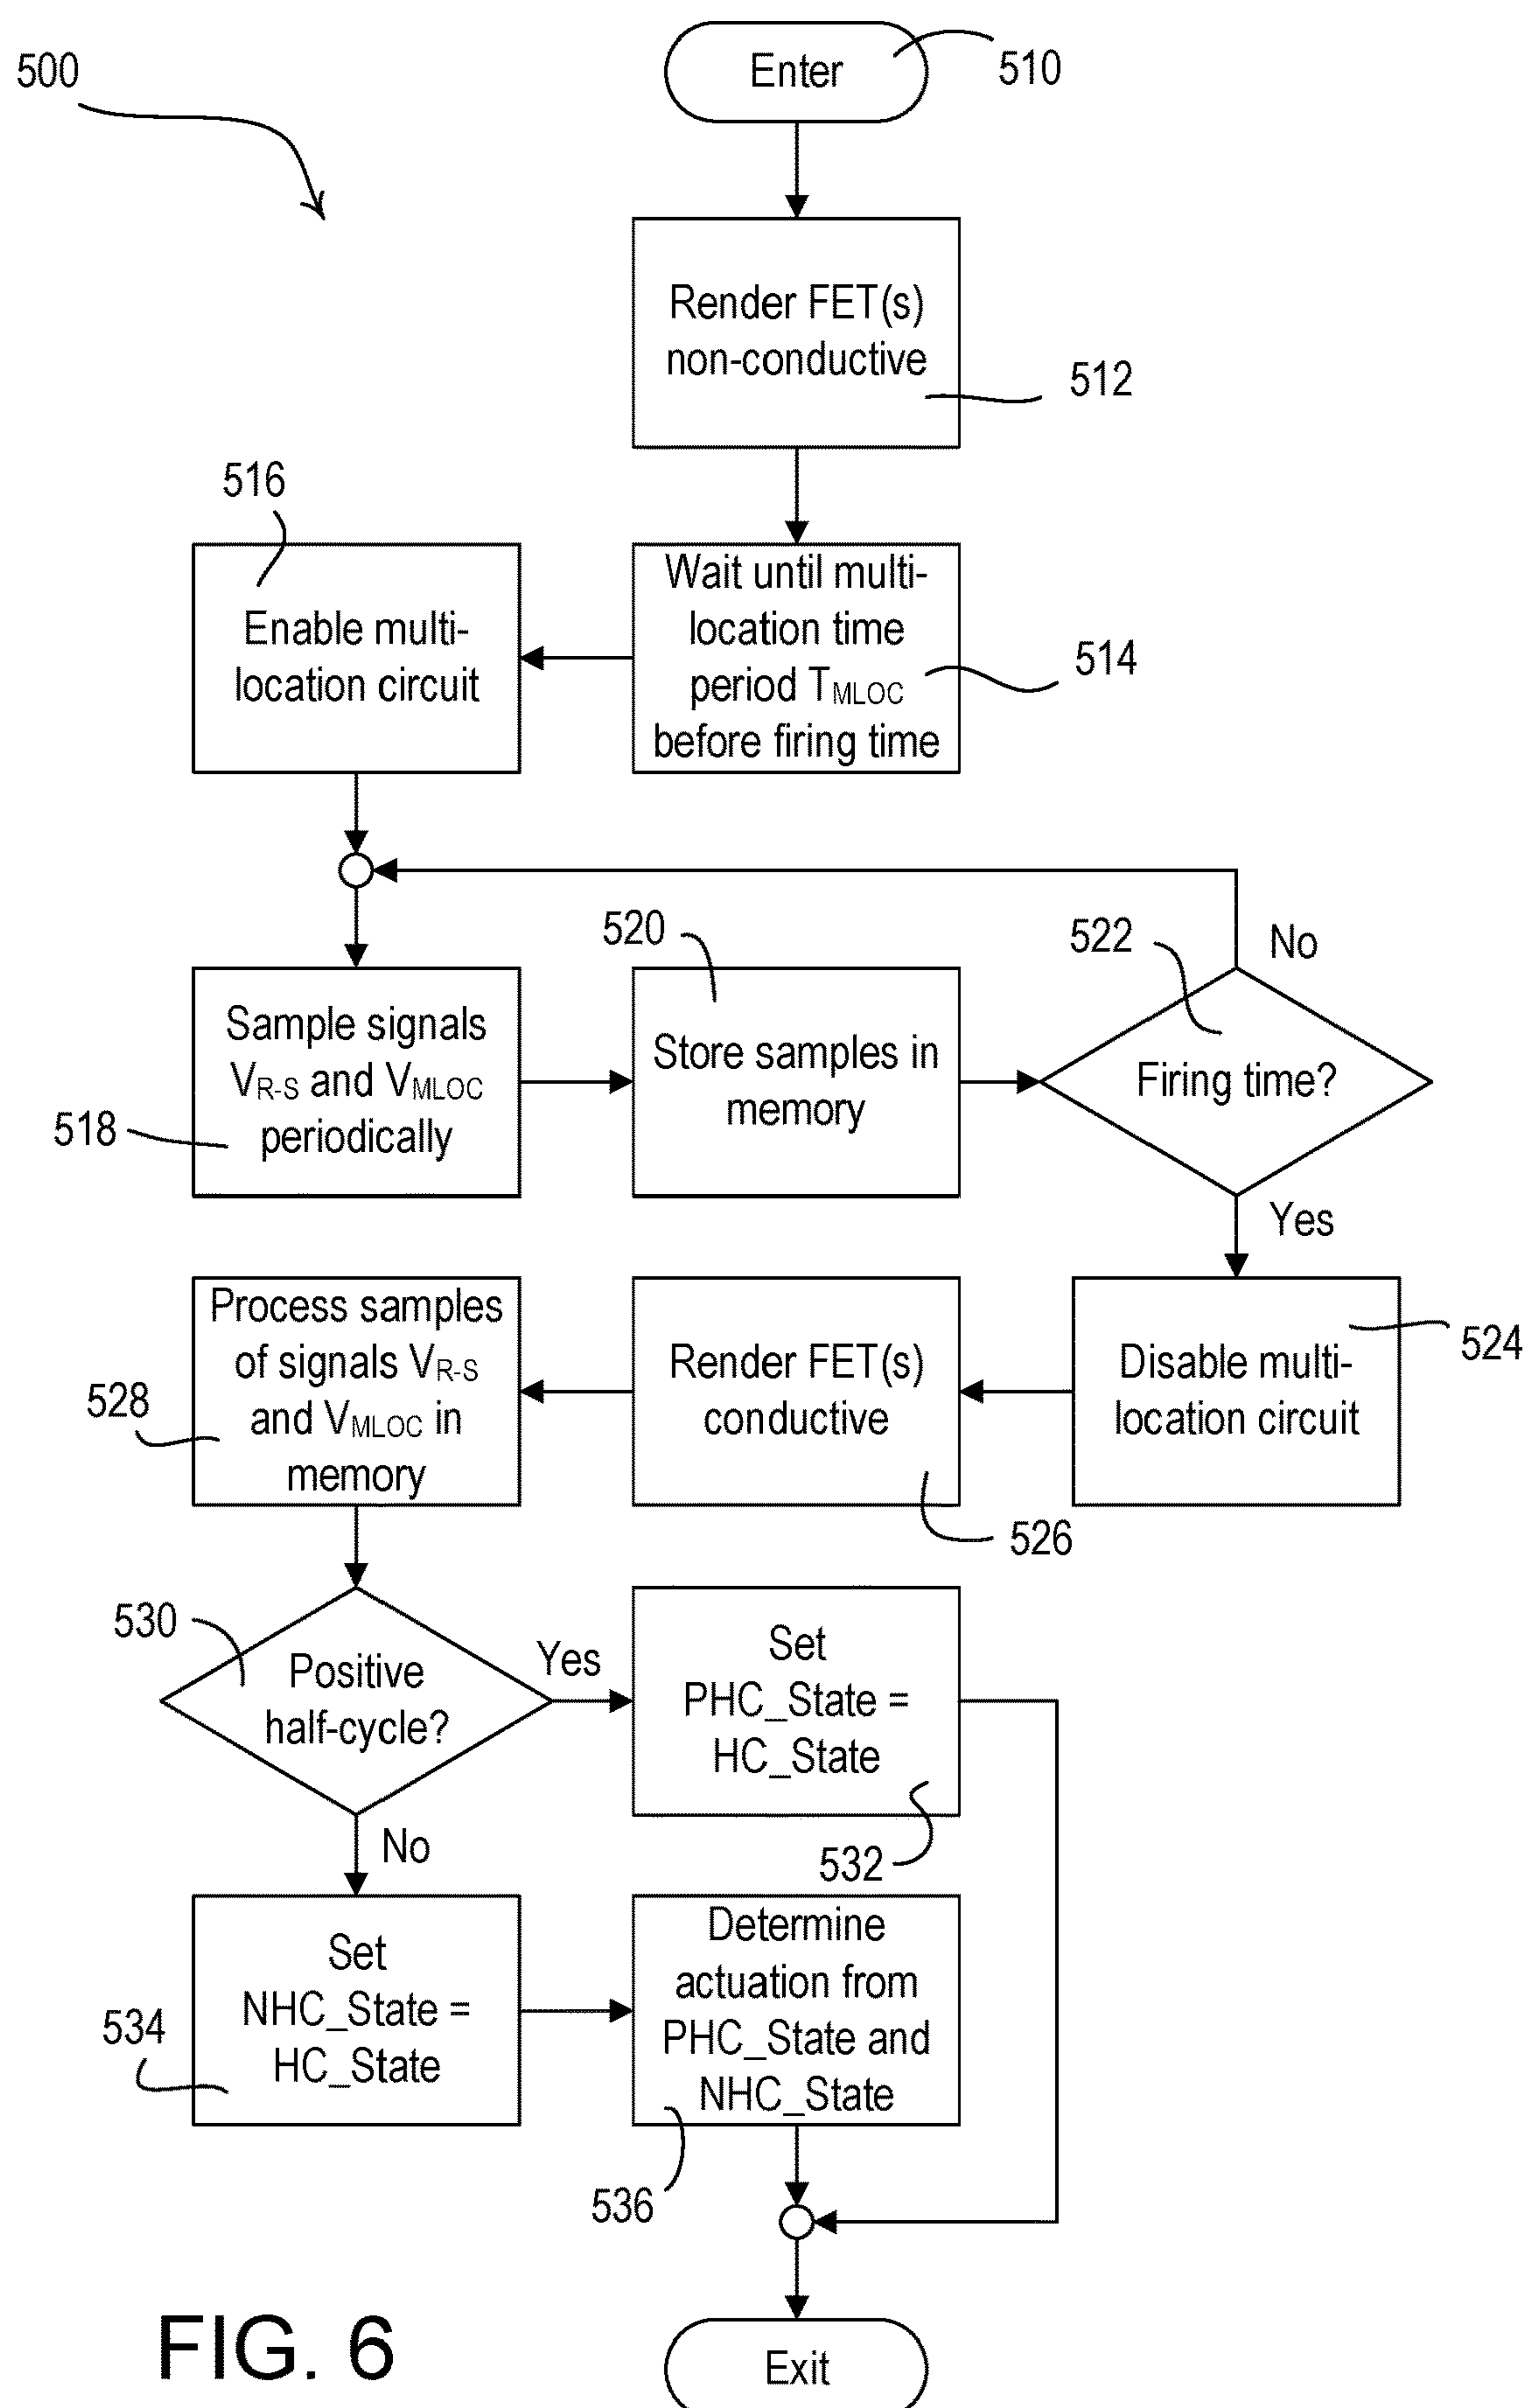 500
Enter
510
Render FET(s)
non-conductive
512
516
Enable multi-
location circuit
Wait until multi-
location time
period TMLOC
before firing time
514
518
Sample signals
VR-S and VMLOC
periodically
520
Store samples in
memory
522
Firing time?
No
Yes
524
Disable multi-
location circuit
526
Render FET(s)
conductive
528
Process samples
of signals VR-S
and VMLOC in
memory
530
Positive
half-cycle?
Yes
No
Set
PHC_State =
HC_State
532
534
Set
NHC_State =
HC_State
Determine
actuation from
PHC_State and
NHC_State
536
Exit
FIG. 6